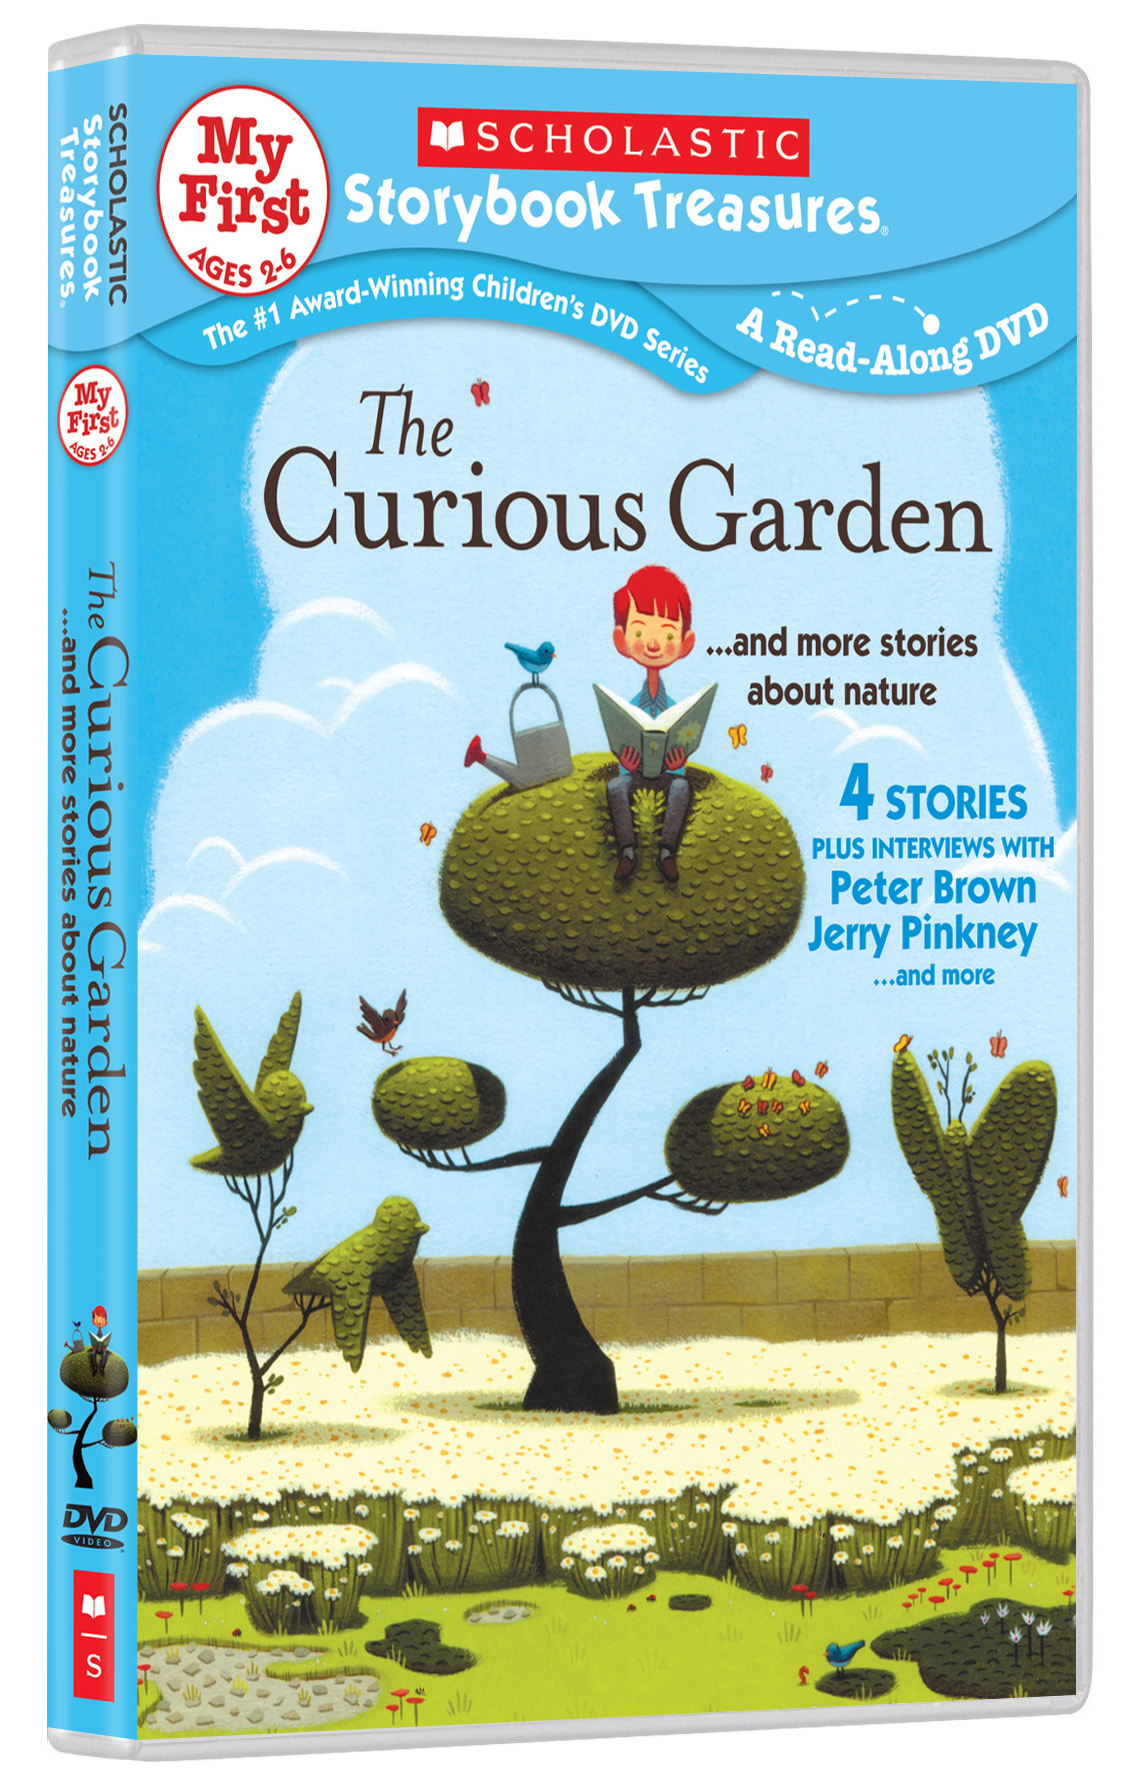 SCHOLASTIC
Storybook Treasures®
My
First
AGES 2-6
The #1 Award-Winning Children's DVD Series
A Read-Along DVD
The
Curious Garden
...and more stories
about nature
4 STORIES
PLUS INTERVIEWS WITH
Peter Brown
Jerry Pinkney
...and more
SCHOLASTIC
Storybook
Treasures®
My
First
AGES 2-6
The Curious Garden
...and more stories about nature
DVD
VIDEO
S